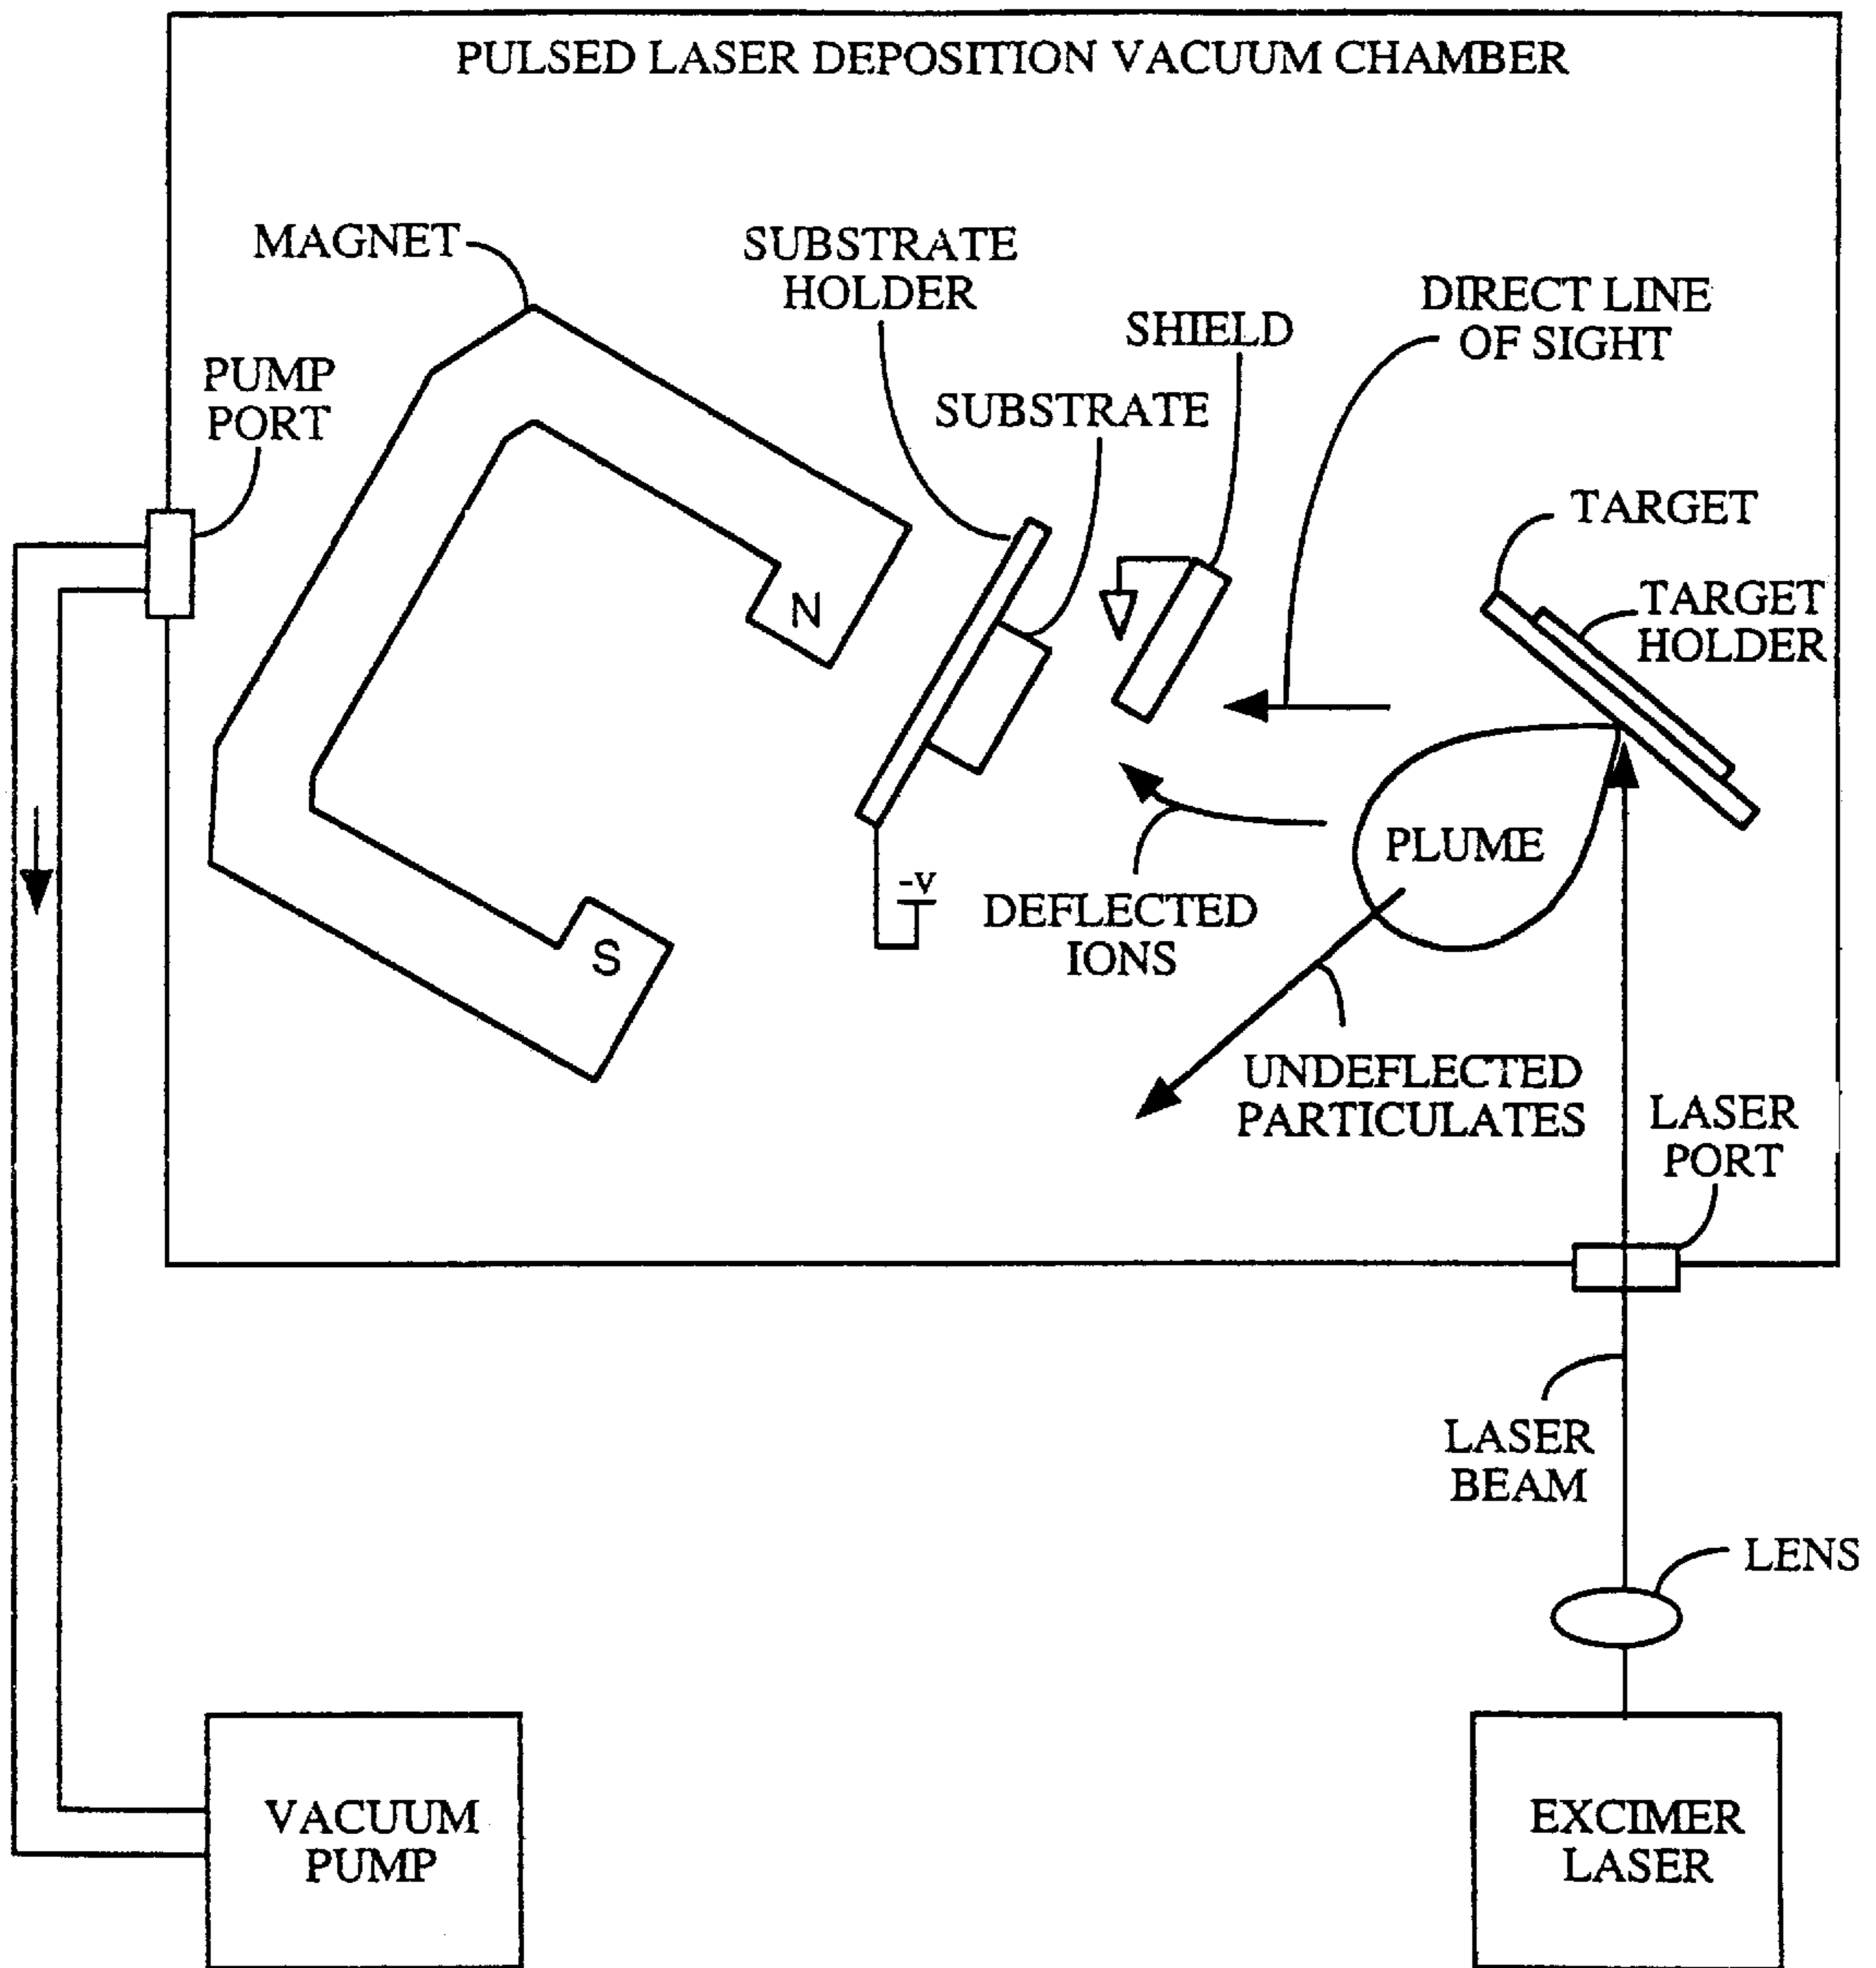 PULSED LASER DEPOSITION VACUUM CHAMBER
MAGNET
SUBSTRATE
HOLDER
DIRECT LINE
OF SIGHT
SHIELD
PUMP
PORT
SUBSTRATE
TARGET
TARGET
HOLDER
N
PLUME
-v
DEFLECTED
IONS
S
UNDEFLECTED
PARTICULATES
LASER
PORT
LASER
BEAM
LENS
VACUUM
PUMP
EXCIMER
LASER